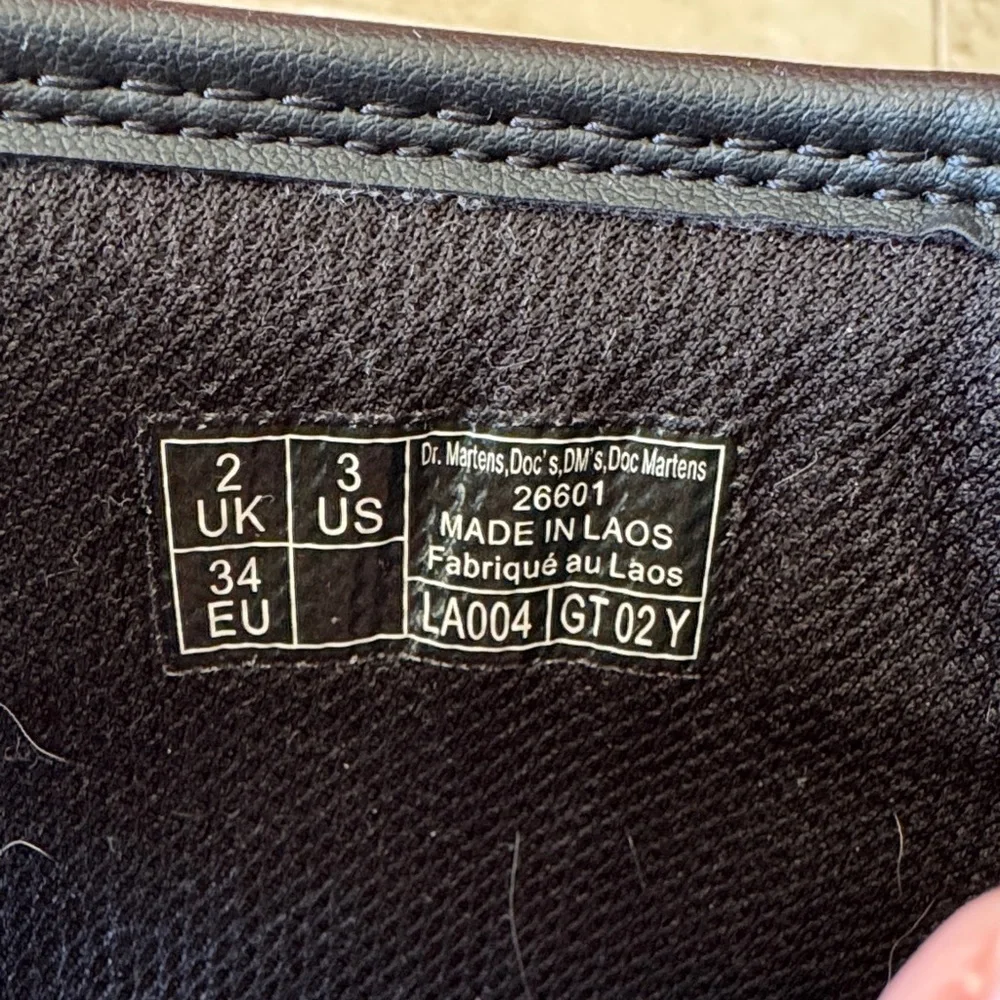 2
UK
3
US
34
EU
Dr. Martens,Doc's,DM's,Doc Martens
26601
MADE IN LAOS
Fabriqué au Laos
LA004
GT 02 Y